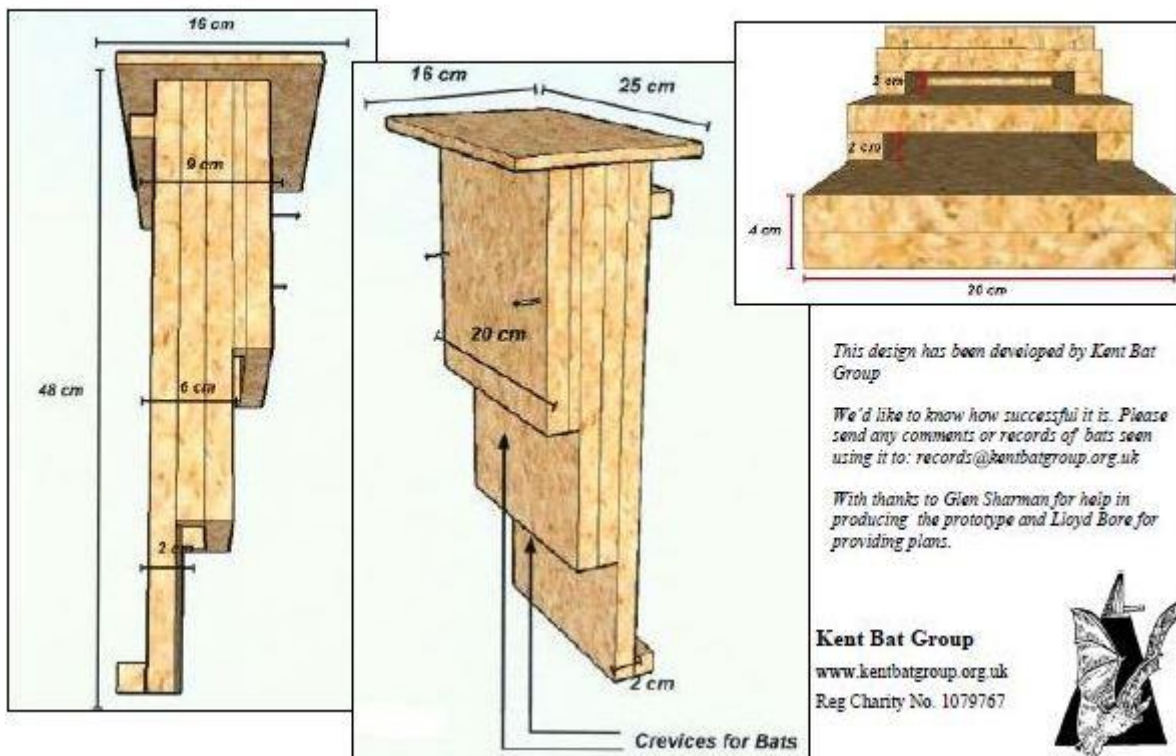 16 cm
9 cm
48 cm
6 cm
2 cm
16 cm
25 cm
20 cm
2 cm
Crevices for Bats
2 cm
2 cm
4 cm
20 cm
This design has been developed by Kent Bat
Group
We'd like to know how successful it is. Please
send any comments or records of bats seen
using it to: records@kentbatgroup.org.uk
With thanks to Glen Sharman for help in
producing the prototype and Lloyd Bore for
providing plans.
Kent Bat Group
www.kentbatgroup.org.uk
Reg Charity No. 1079767